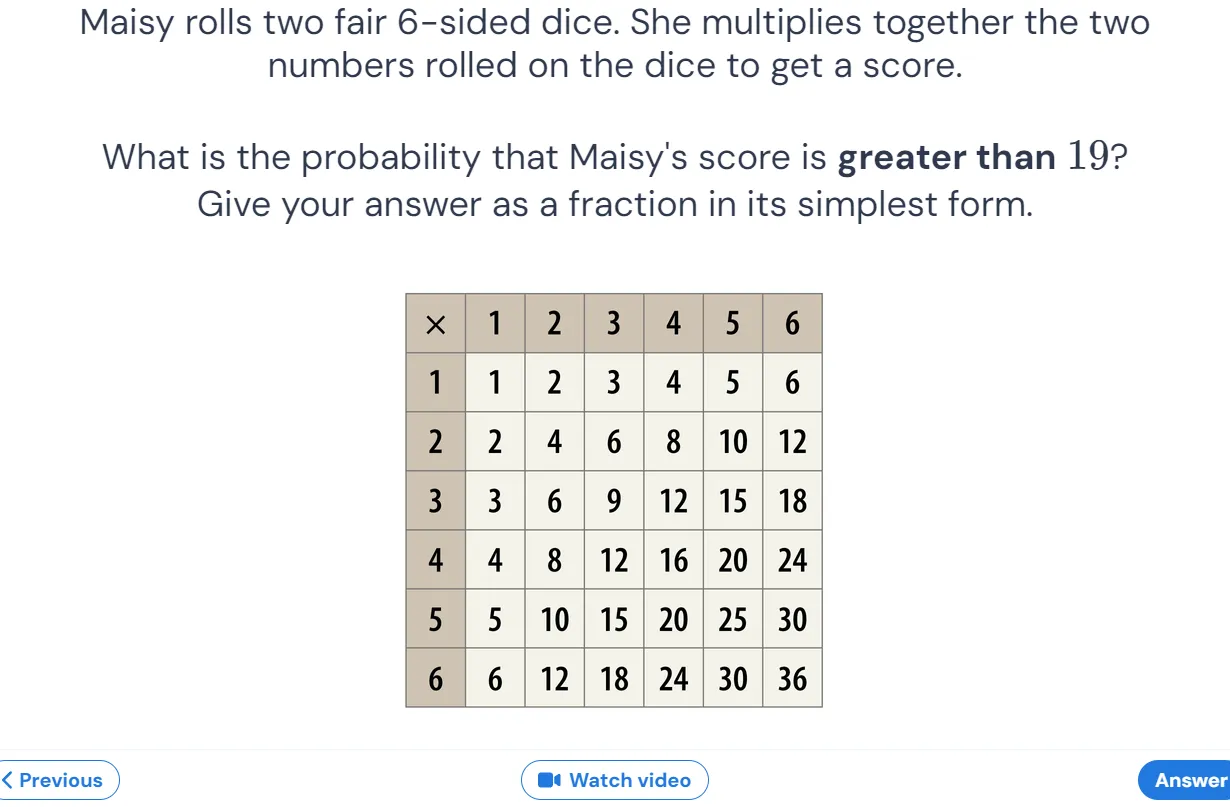 Maisy rolls two fair 6-sided dice. She multiplies together the two
numbers rolled on the dice to get a score.
What is the probability that Maisy's score is greater than 19?
Give your answer as a fraction in its simplest form.
× 1 2 3 4 5 6
1 1 2 3 4 5 6
2 2 4 6 8 10 12
3 3 6 9 12 15 18
4 4 8 12 16 20 24
5 5 10 15 20 25 30
6 6 12 18 24 30 36
Previous Watch video Answer